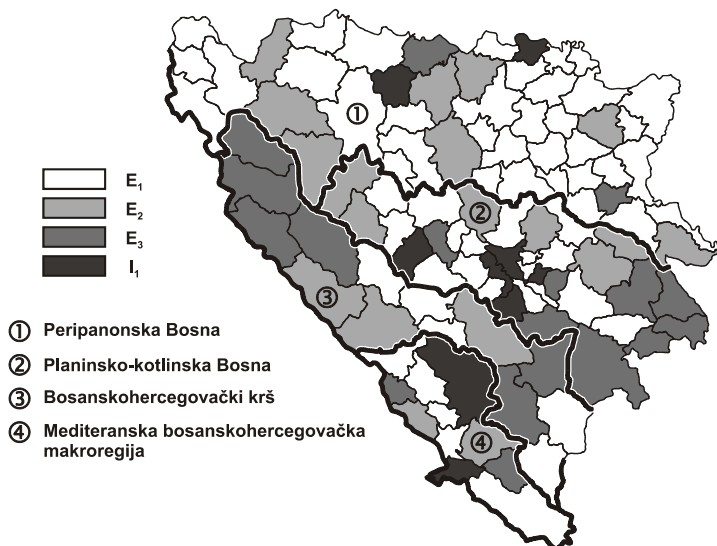 ①
②
③
④
E₁
E₂
E₃
I₁
① Peripanonska Bosna
② Planinsko-kotlinska Bosna
③ Bosanskohercegovački krš
④ Mediteranska bosanskohercegovačka
makroregija